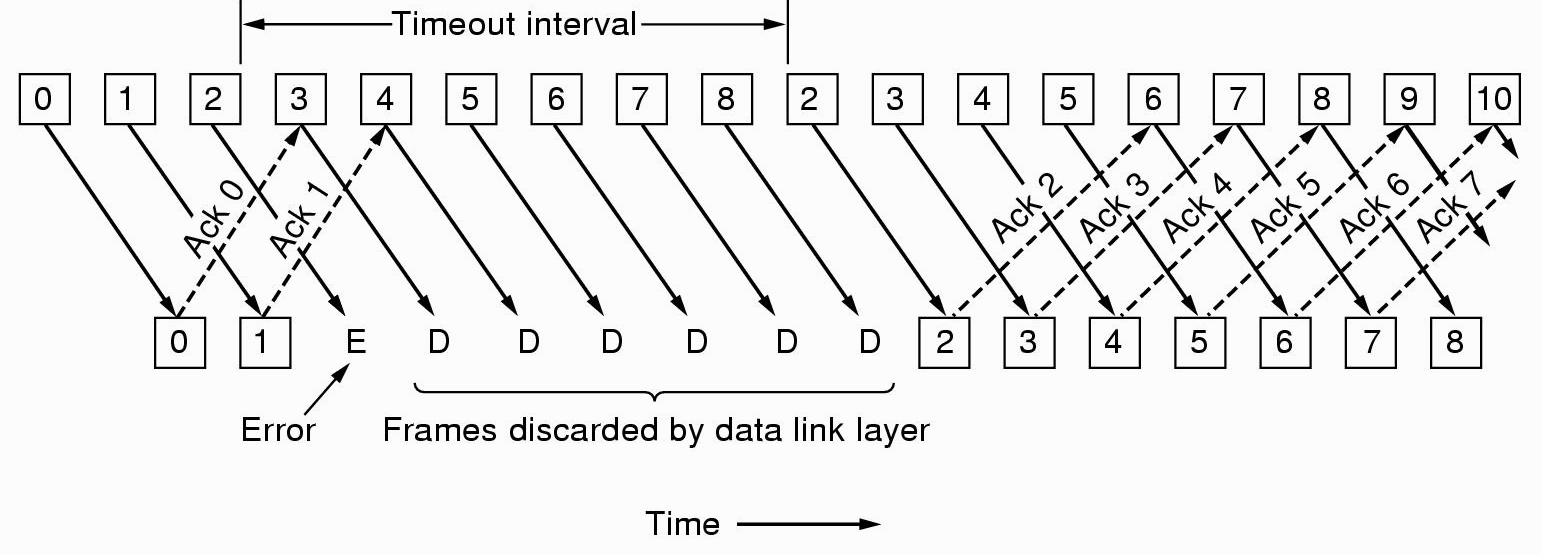 Timeout interval
0 1 2 3 4 5 6 7 8 2 3 4 5 6 7 8 9 10
Ack 0 Ack 1 Ack 2 Ack 3 Ack 4 Ack 5 Ack 6 Ack 7
0 1 E D D D D D D 2 3 4 5 6 7 8
Error Frames discarded by data link layer
Time